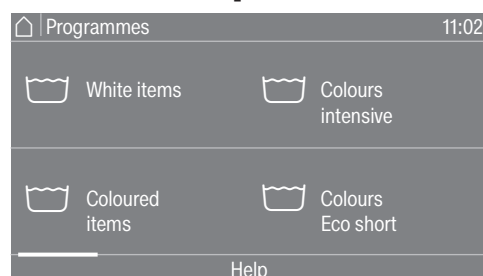 Programmes 11:02
White items
Colours
intensive
Coloured
items
Colours
Eco short
Help